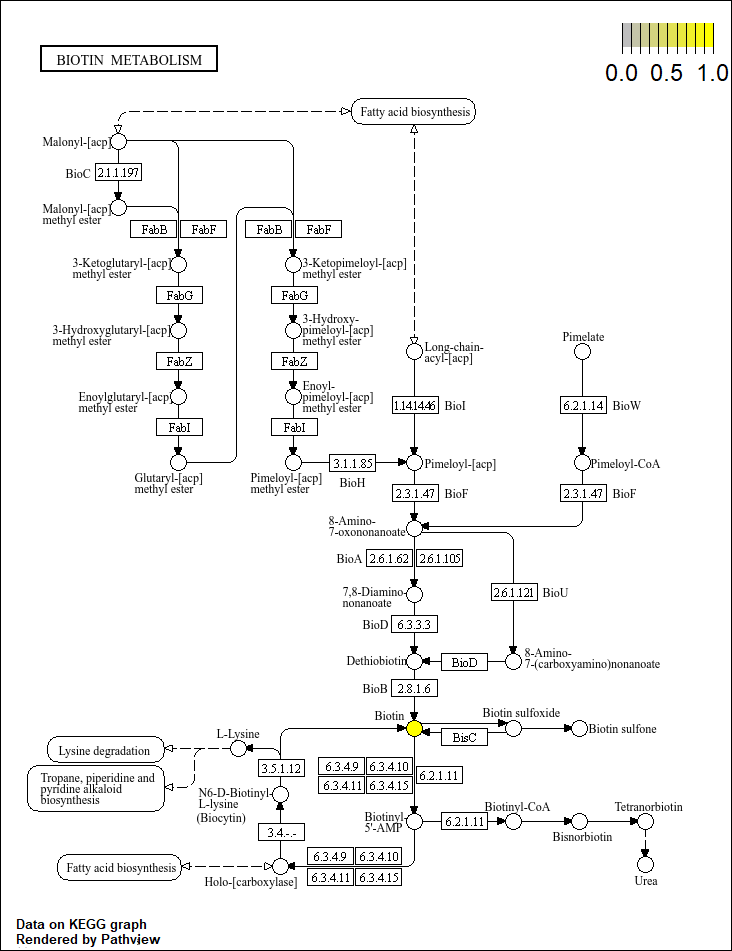 BIOTIN METABOLISM
0.0 0.5 1.0
Fatty acid biosynthesis
Malonyl-[acp]
BioC
2.1.1.197
Malonyl-[acp]
methyl ester
FabB
FabF
FabB
FabF
3-Ketoglutaryl-[acp]
methyl ester
3-Ketopimeloyl-[acp]
methyl ester
FabG
FabG
3-Hydroxyglutaryl-[acp]
methyl ester
3-Hydroxy-
pimeloyl-[acp]
methyl ester
Long-chain-
acyl-[acp]
Pimelate
FabZ
FabZ
Enoylglutaryl-[acp]
methyl ester
Enoyl-
pimeloyl-[acp]
methyl ester
1.14.14.46
BioI
6.2.1.14
BioW
FabI
FabI
Glutaryl-[acp]
methyl ester
Pimeloyl-[acp]
methyl ester
3.1.1.85
BioH
Pimeloyl-[acp]
Pimeloyl-CoA
2.3.1.47
BioF
2.3.1.47
BioF
8-Amino-
7-oxononanoate
BioA
2.6.1.62
2.6.1.105
7,8-Diamino-
nonanoate
2.6.1.121
BioU
BioD
6.3.3.3
Dethiobiotin
BioD
8-Amino-
7-(carboxyamino)nonanoate
BioB
2.8.1.6
Biotin
Biotin sulfoxide
BisC
Biotin sulfone
L-Lysine
Lysine degradation
3.5.1.12
6.3.4.9
6.3.4.10
6.3.4.11
6.3.4.15
6.2.1.11
Tropane, piperidine and
pyridine alkaloid
biosynthesis
N6-D-Biotinyl-
L-lysine
(Biocytin)
Biotinyl-
5'-AMP
6.2.1.11
Biotinyl-CoA
Bisnorbiotin
Tetranorbiotin
3.4.-.-
6.3.4.9
6.3.4.10
6.3.4.11
6.3.4.15
Fatty acid biosynthesis
Holo-[carboxylase]
Urea
Data on KEGG graph
Rendered by Pathview